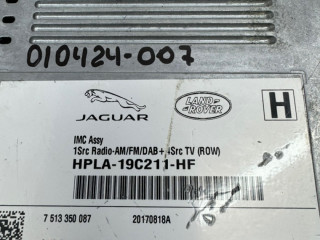 010424-007
JAGUAR
LAND-
ROVER
H
IMC Assy
1Src Radio-AM/FM/DAB + 4Src TV (ROW)
HPLA-19C211-HF
7 513 350 087
20170818A